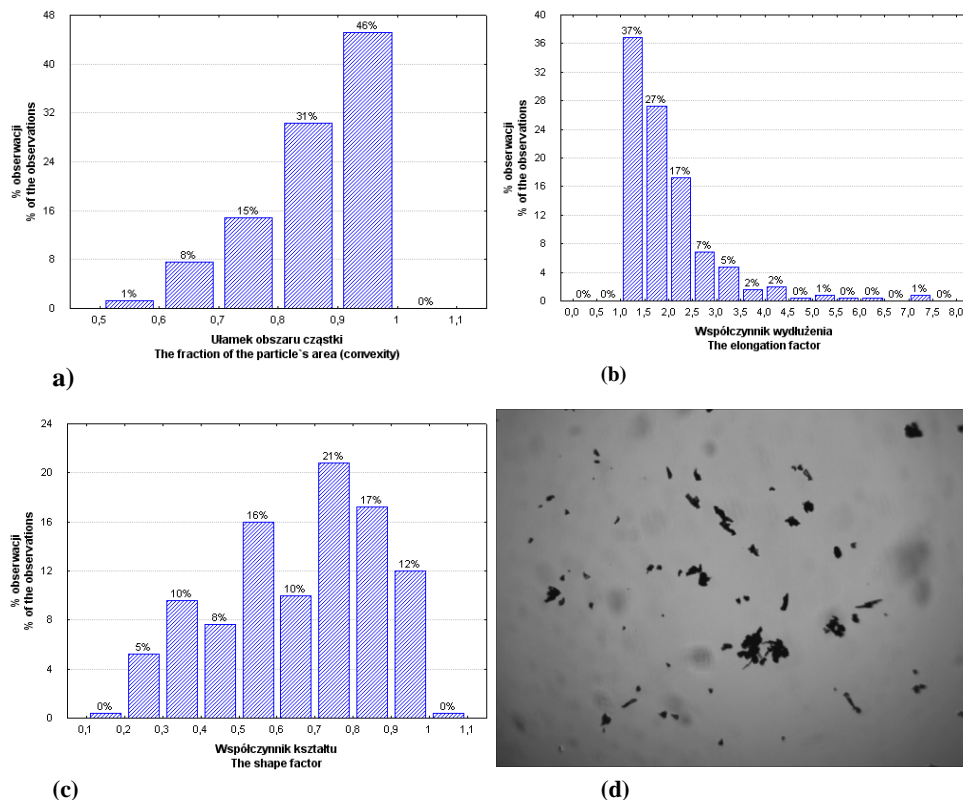 48
40
32
24
16
8
0
% obserwacji
% of the observations
1%
8%
15%
31%
46%
0%
0,5 0,6 0,7 0,8 0,9 1 1,1
Ułamek obszaru cząstki
The fraction of the particle`s area (convexity)
a)
40
36
32
28
24
20
16
12
8
4
0
% obserwacji
% of the observations
0% 0% 37% 27% 17% 7% 5% 2% 2% 0% 1% 0% 0% 0% 1% 0%
0,0 0,5 1,0 1,5 2,0 2,5 3,0 3,5 4,0 4,5 5,0 5,5 6,0 6,5 7,0 7,5 8,0
Współczynnik wydłużenia
The elongation factor
(b)
24
20
16
12
8
4
0
% obserwacji
% of the observations
0% 5% 10% 8% 16% 10% 21% 17% 12% 0%
0,1 0,2 0,3 0,4 0,5 0,6 0,7 0,8 0,9 1 1,1
Współczynnik kształtu
The shape factor
(c)
(d)